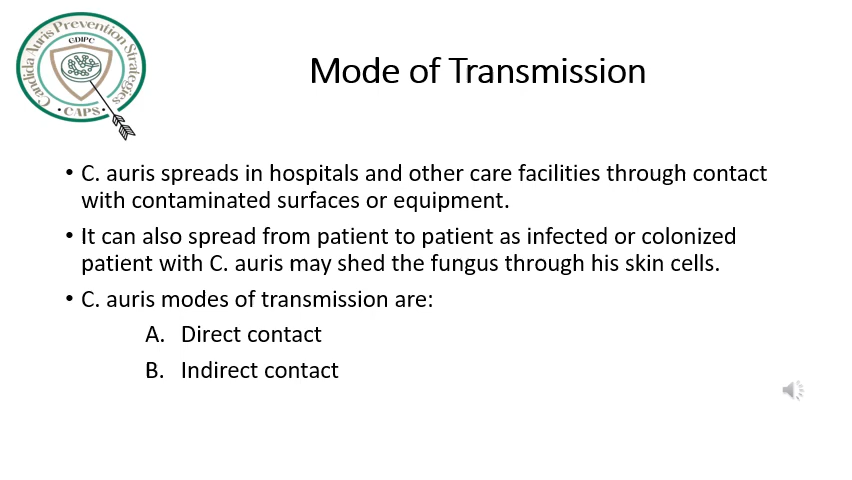 Candida Auris Prevention Strategies
GDIPC
• CAPS •
Mode of Transmission
• C. auris spreads in hospitals and other care facilities through contact
with contaminated surfaces or equipment.
• It can also spread from patient to patient as infected or colonized
patient with C. auris may shed the fungus through his skin cells.
• C. auris modes of transmission are:
A. Direct contact
B. Indirect contact